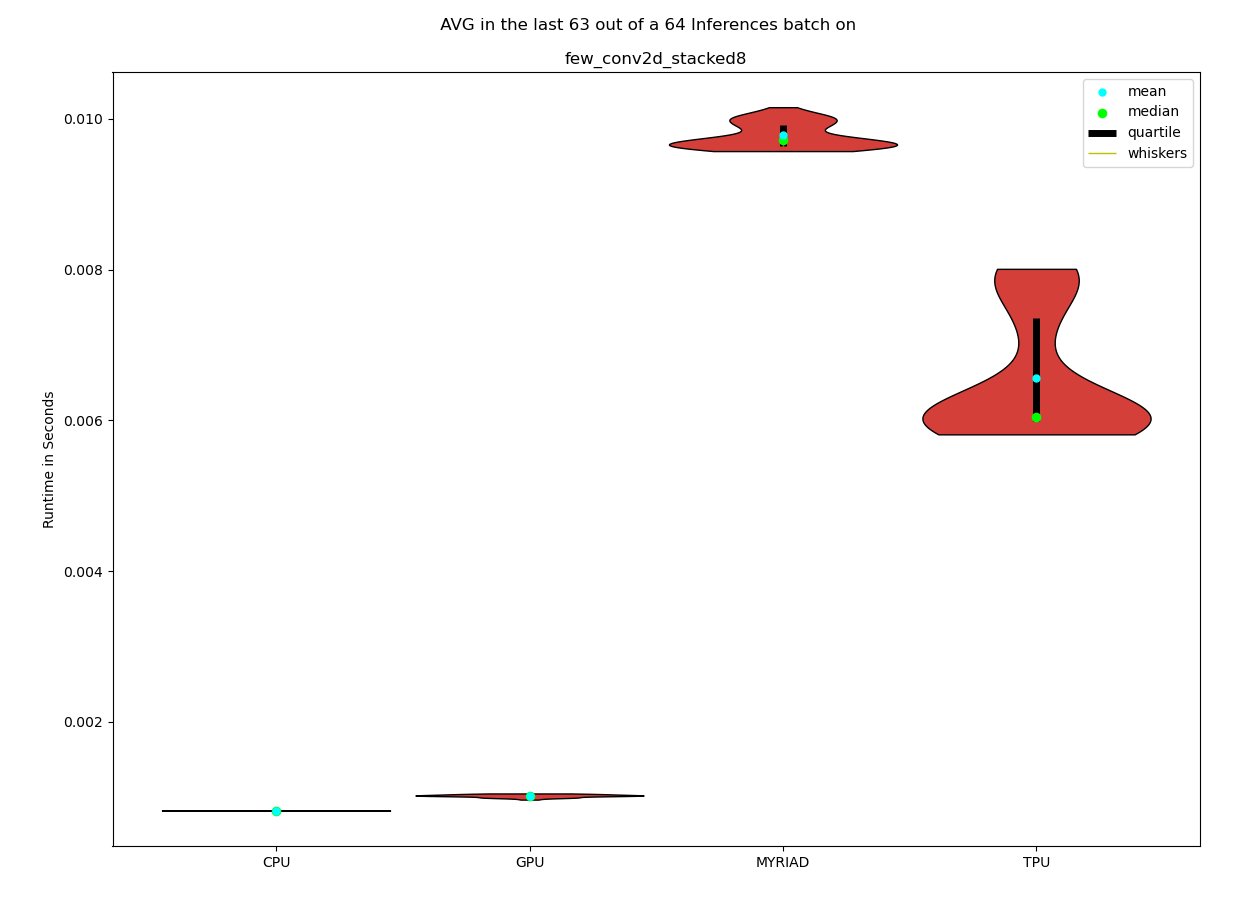 AVG in the last 63 out of a 64 Inferences batch on
few_conv2d_stacked8
mean
median
quartile
whiskers
0.010
0.008
0.006
0.004
0.002
Runtime in Seconds
CPU
GPU
MYRIAD
TPU